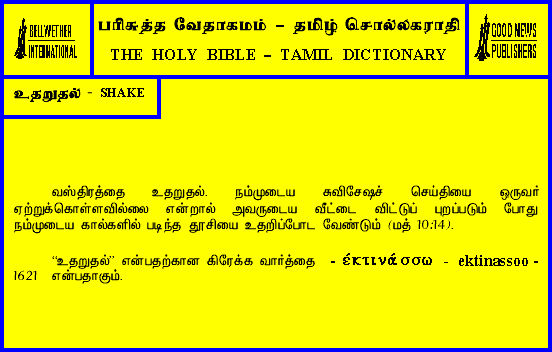 BELLWETHER
INTERNATIONAL
பரிசுத்த வேதாகமம் – தமிழ் சொல்லகராதி
THE HOLY BIBLE – TAMIL DICTIONARY
GOOD NEWS
PUBLISHERS
உதறுதல் - SHAKE
வஸ்திரத்தை உதறுதல். நம்முடைய சுவிசேஷச் செய்தியை ஒருவர்
ஏற்றுக்கொள்ளவில்லை என்றால் அவருடைய வீட்டை விட்டுப் புறப்படும் போது
நம்முடைய கால்களில் படிந்த தூசியை உதறிப்போட வேண்டும் (மத் 10:14).
“உதறுதல்” என்பதற்கான கிரேக்க வார்த்தை - έκτινάσσω - ektinassoo -
1621 என்பதாகும்.